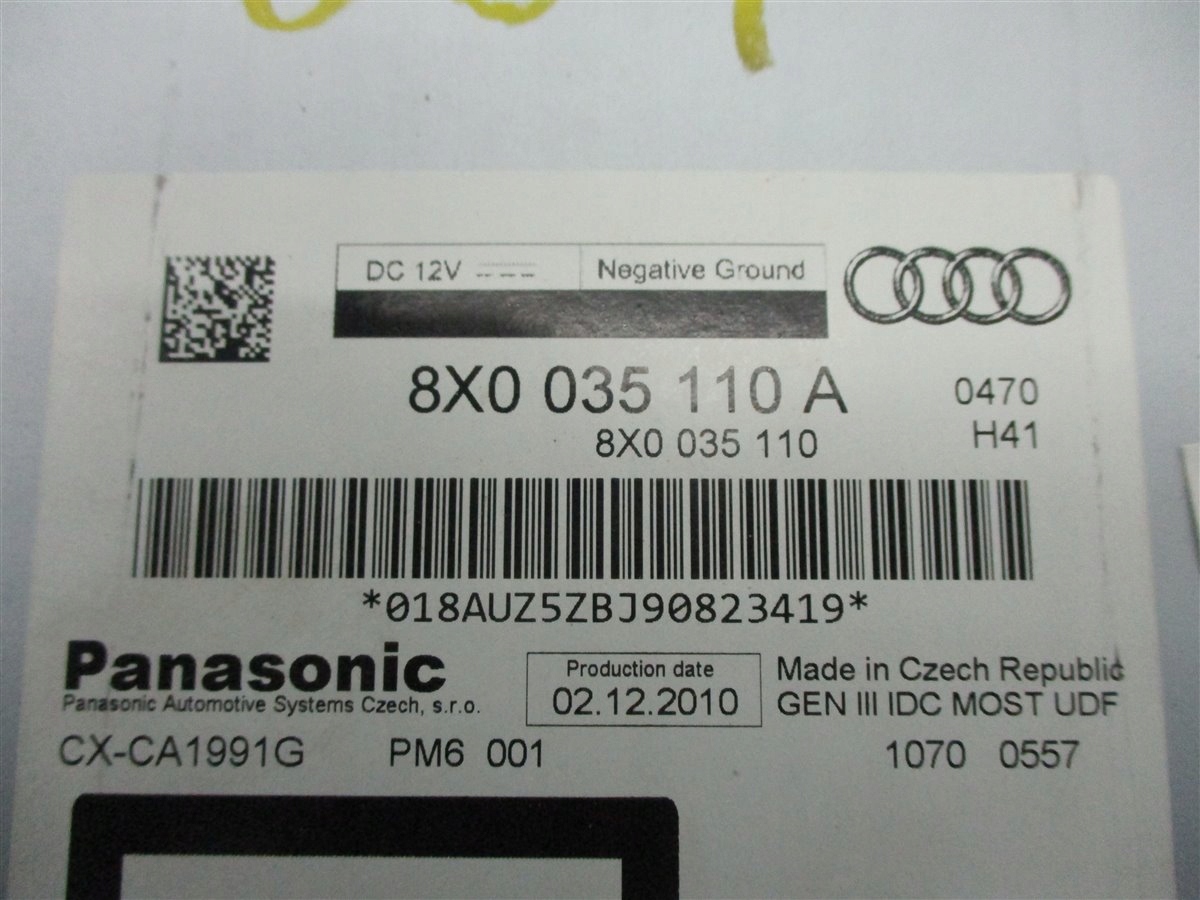 DC 12V Negative Ground
8X0 035 110 A 0470
8X0 035 110 H41
*018AUZ5ZBJ90823419*
Panasonic
Panasonic Automotive Systems Czech, s.r.o.
Production date
02.12.2010
Made in Czech Republic
GEN III IDC MOST UDF
CX-CA1991G PM6 001 1070 0557